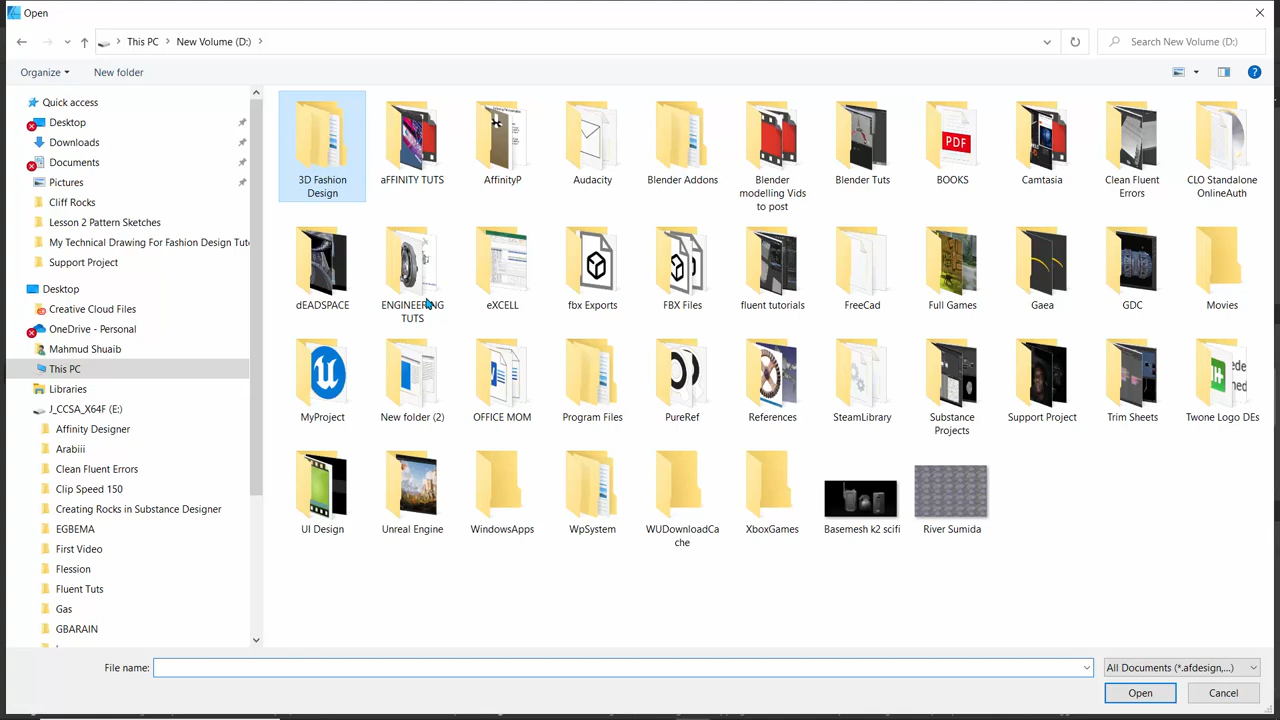 Open
This PC
New Volume (D:)
Search New Volume (D:)
Organize
New folder
Quick access
Desktop
Downloads
Documents
Pictures
Cliff Rocks
Lesson 2 Pattern Sketches
My Technical Drawing For Fashion Design Tut
Support Project
Desktop
Creative Cloud Files
OneDrive - Personal
Mahmud Shuaib
This PC
Libraries
J_CCSA_X64F (E:)
Affinity Designer
Arabiii
Clean Fluent Errors
Clip Speed 150
Creating Rocks in Substance Designer
EGBEMA
First Video
Flession
Fluent Tuts
Gas
GBARAIN
3D Fashion
Design
aFFINITY TUTS
AffinityP
Audacity
Blender Addons
Blender
modelling Vids
to post
Blender Tuts
PDF
BOOKS
Camtasia
Clean Fluent
Errors
CLO Standalone
OnlineAuth
dEADSPACE
ENGINEERING
TUTS
eXCELL
fbx Exports
FBX Files
fluent tutorials
FreeCad
Full Games
Gaea
GDC
Movies
MyProject
New folder (2)
OFFICE MOM
Program Files
PureRef
References
SteamLibrary
Substance
Projects
Support Project
Trim Sheets
Twone Logo DEs
UI Design
Unreal Engine
WindowsApps
WpSystem
WUDownloadCa
che
XboxGames
Basemesh k2 scifi
River Sumida
File name:
All Documents (*.afdesign,...)
Open
Cancel